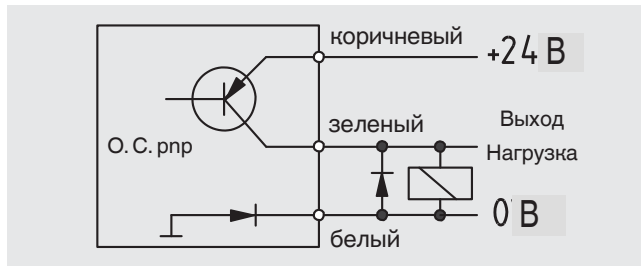 коричневый
+24 В
зеленый
Выход
О. С. pnp
Нагрузка
0 В
белый